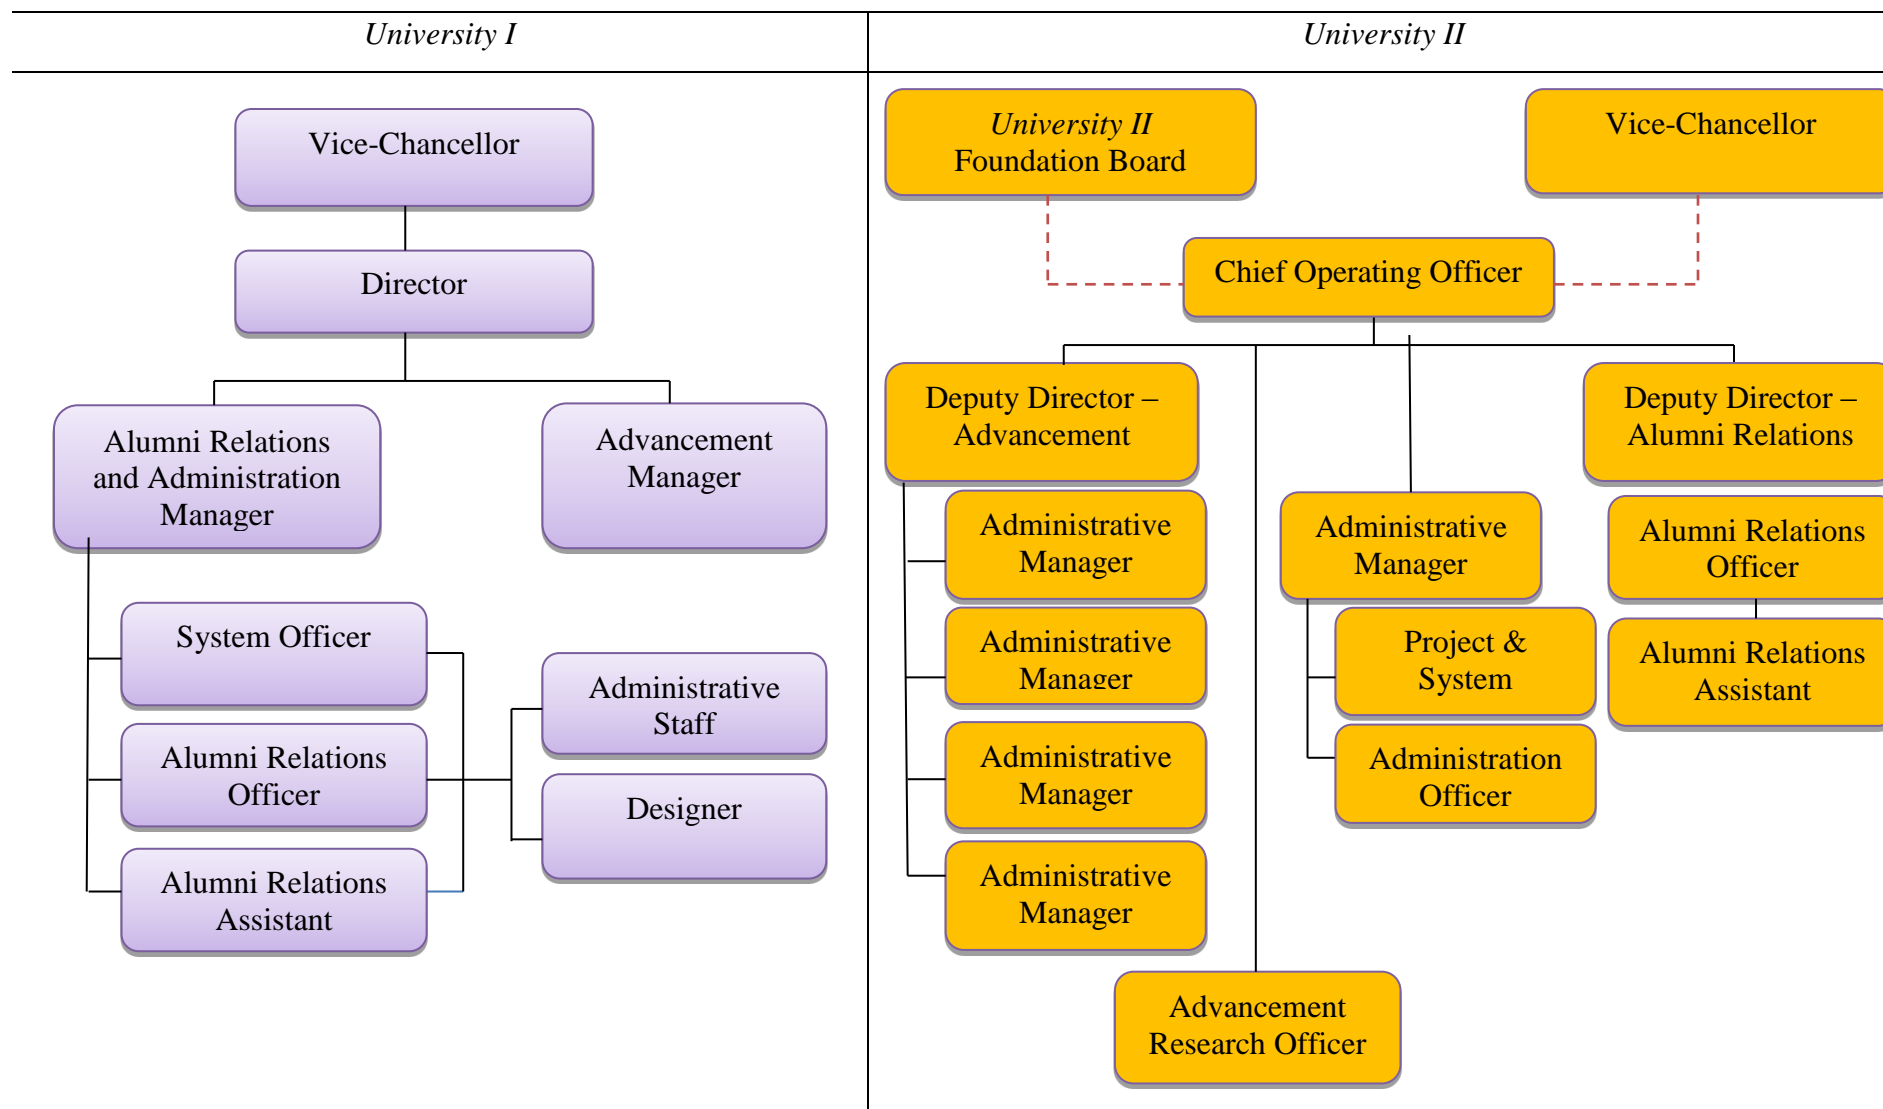 University I
University II
Vice-Chancellor
Director
Alumni Relations
and Administration
Manager
Advancement
Manager
System Officer
Alumni Relations
Officer
Alumni Relations
Assistant
Administrative
Staff
Designer
University II
Foundation Board
Vice-Chancellor
Chief Operating Officer
Deputy Director –
Advancement
Administrative
Manager
Administrative
Manager
Administrative
Manager
Administrative
Manager
Administrative
Manager
Project &
System
Administration
Officer
Deputy Director –
Alumni Relations
Alumni Relations
Officer
Alumni Relations
Assistant
Advancement
Research Officer